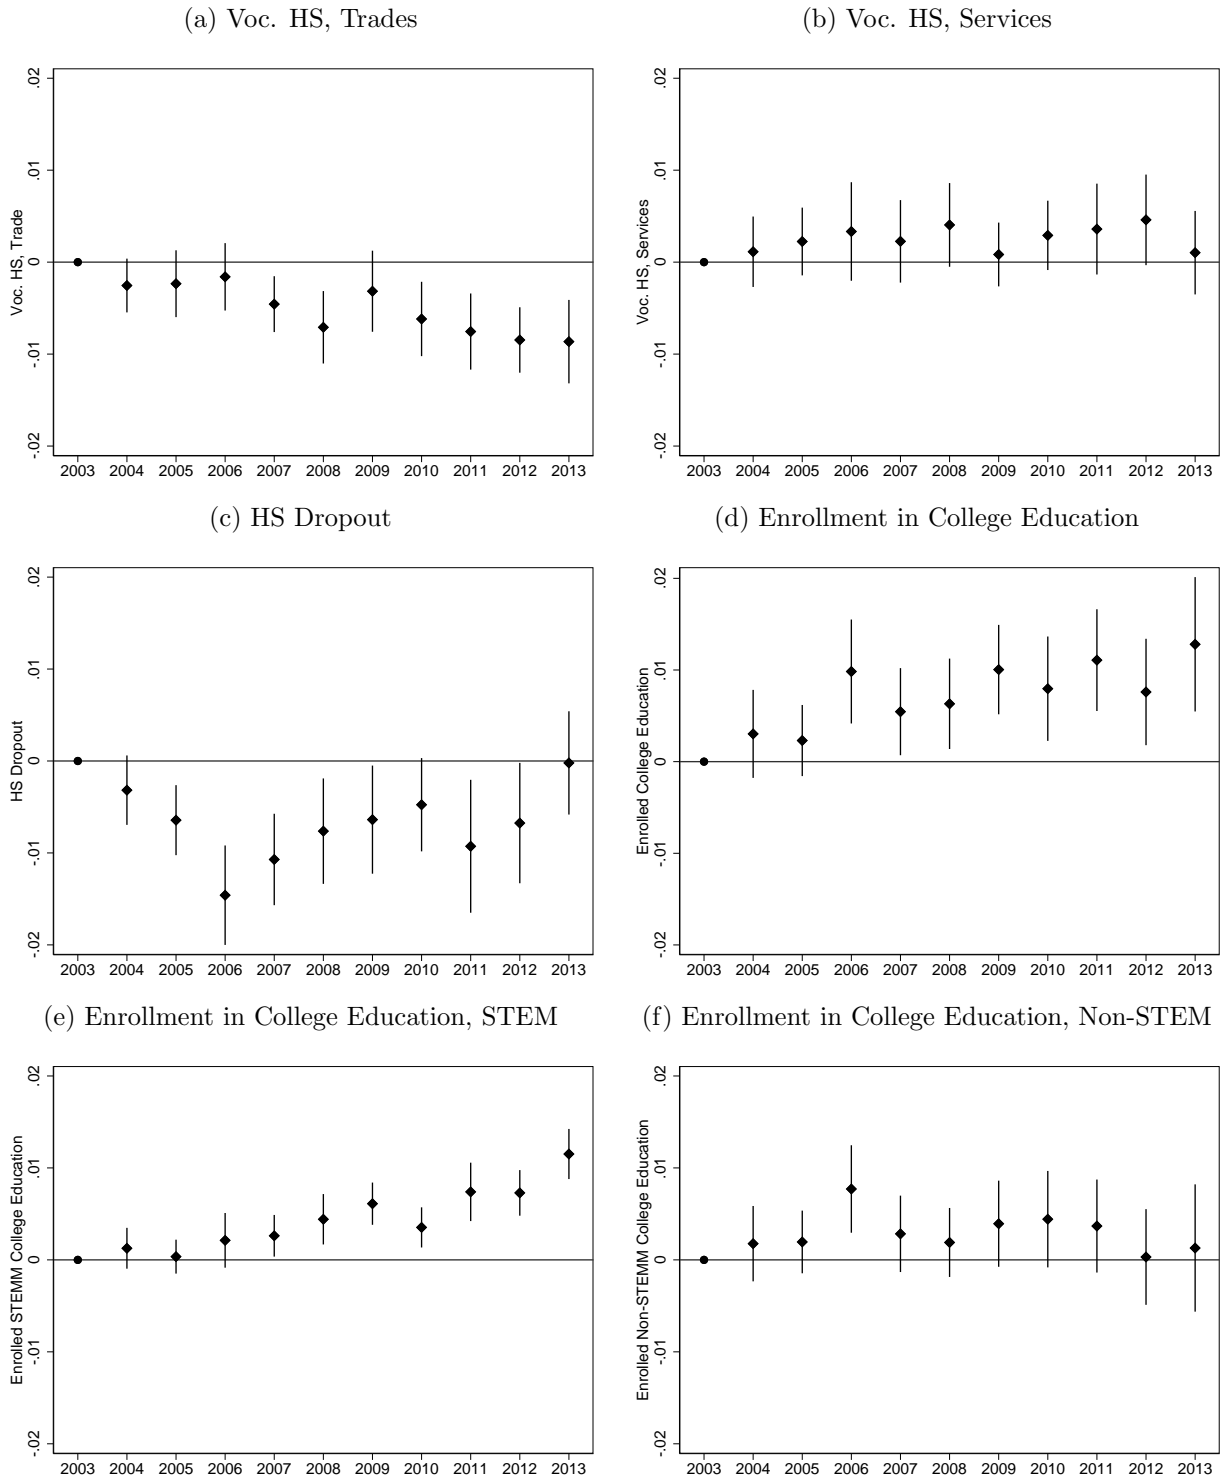 (a) Voc. HS, Trades
.02
.01
0
-.01
-.02
Voc. HS, Trade
2003 2004 2005 2006 2007 2008 2009 2010 2011 2012 2013
(b) Voc. HS, Services
.02
.01
0
-.01
-.02
Voc. HS, Services
2003 2004 2005 2006 2007 2008 2009 2010 2011 2012 2013
(c) HS Dropout
.02
.01
0
-.01
-.02
HS Dropout
2003 2004 2005 2006 2007 2008 2009 2010 2011 2012 2013
(d) Enrollment in College Education
.02
.01
0
-.01
-.02
Enrolled College Education
2003 2004 2005 2006 2007 2008 2009 2010 2011 2012 2013
(e) Enrollment in College Education, STEM
.02
.01
0
-.01
-.02
Enrolled STEMM College Education
2003 2004 2005 2006 2007 2008 2009 2010 2011 2012 2013
(f) Enrollment in College Education, Non-STEM
.02
.01
0
-.01
-.02
Enrolled Non-STEMM College Education
2003 2004 2005 2006 2007 2008 2009 2010 2011 2012 2013